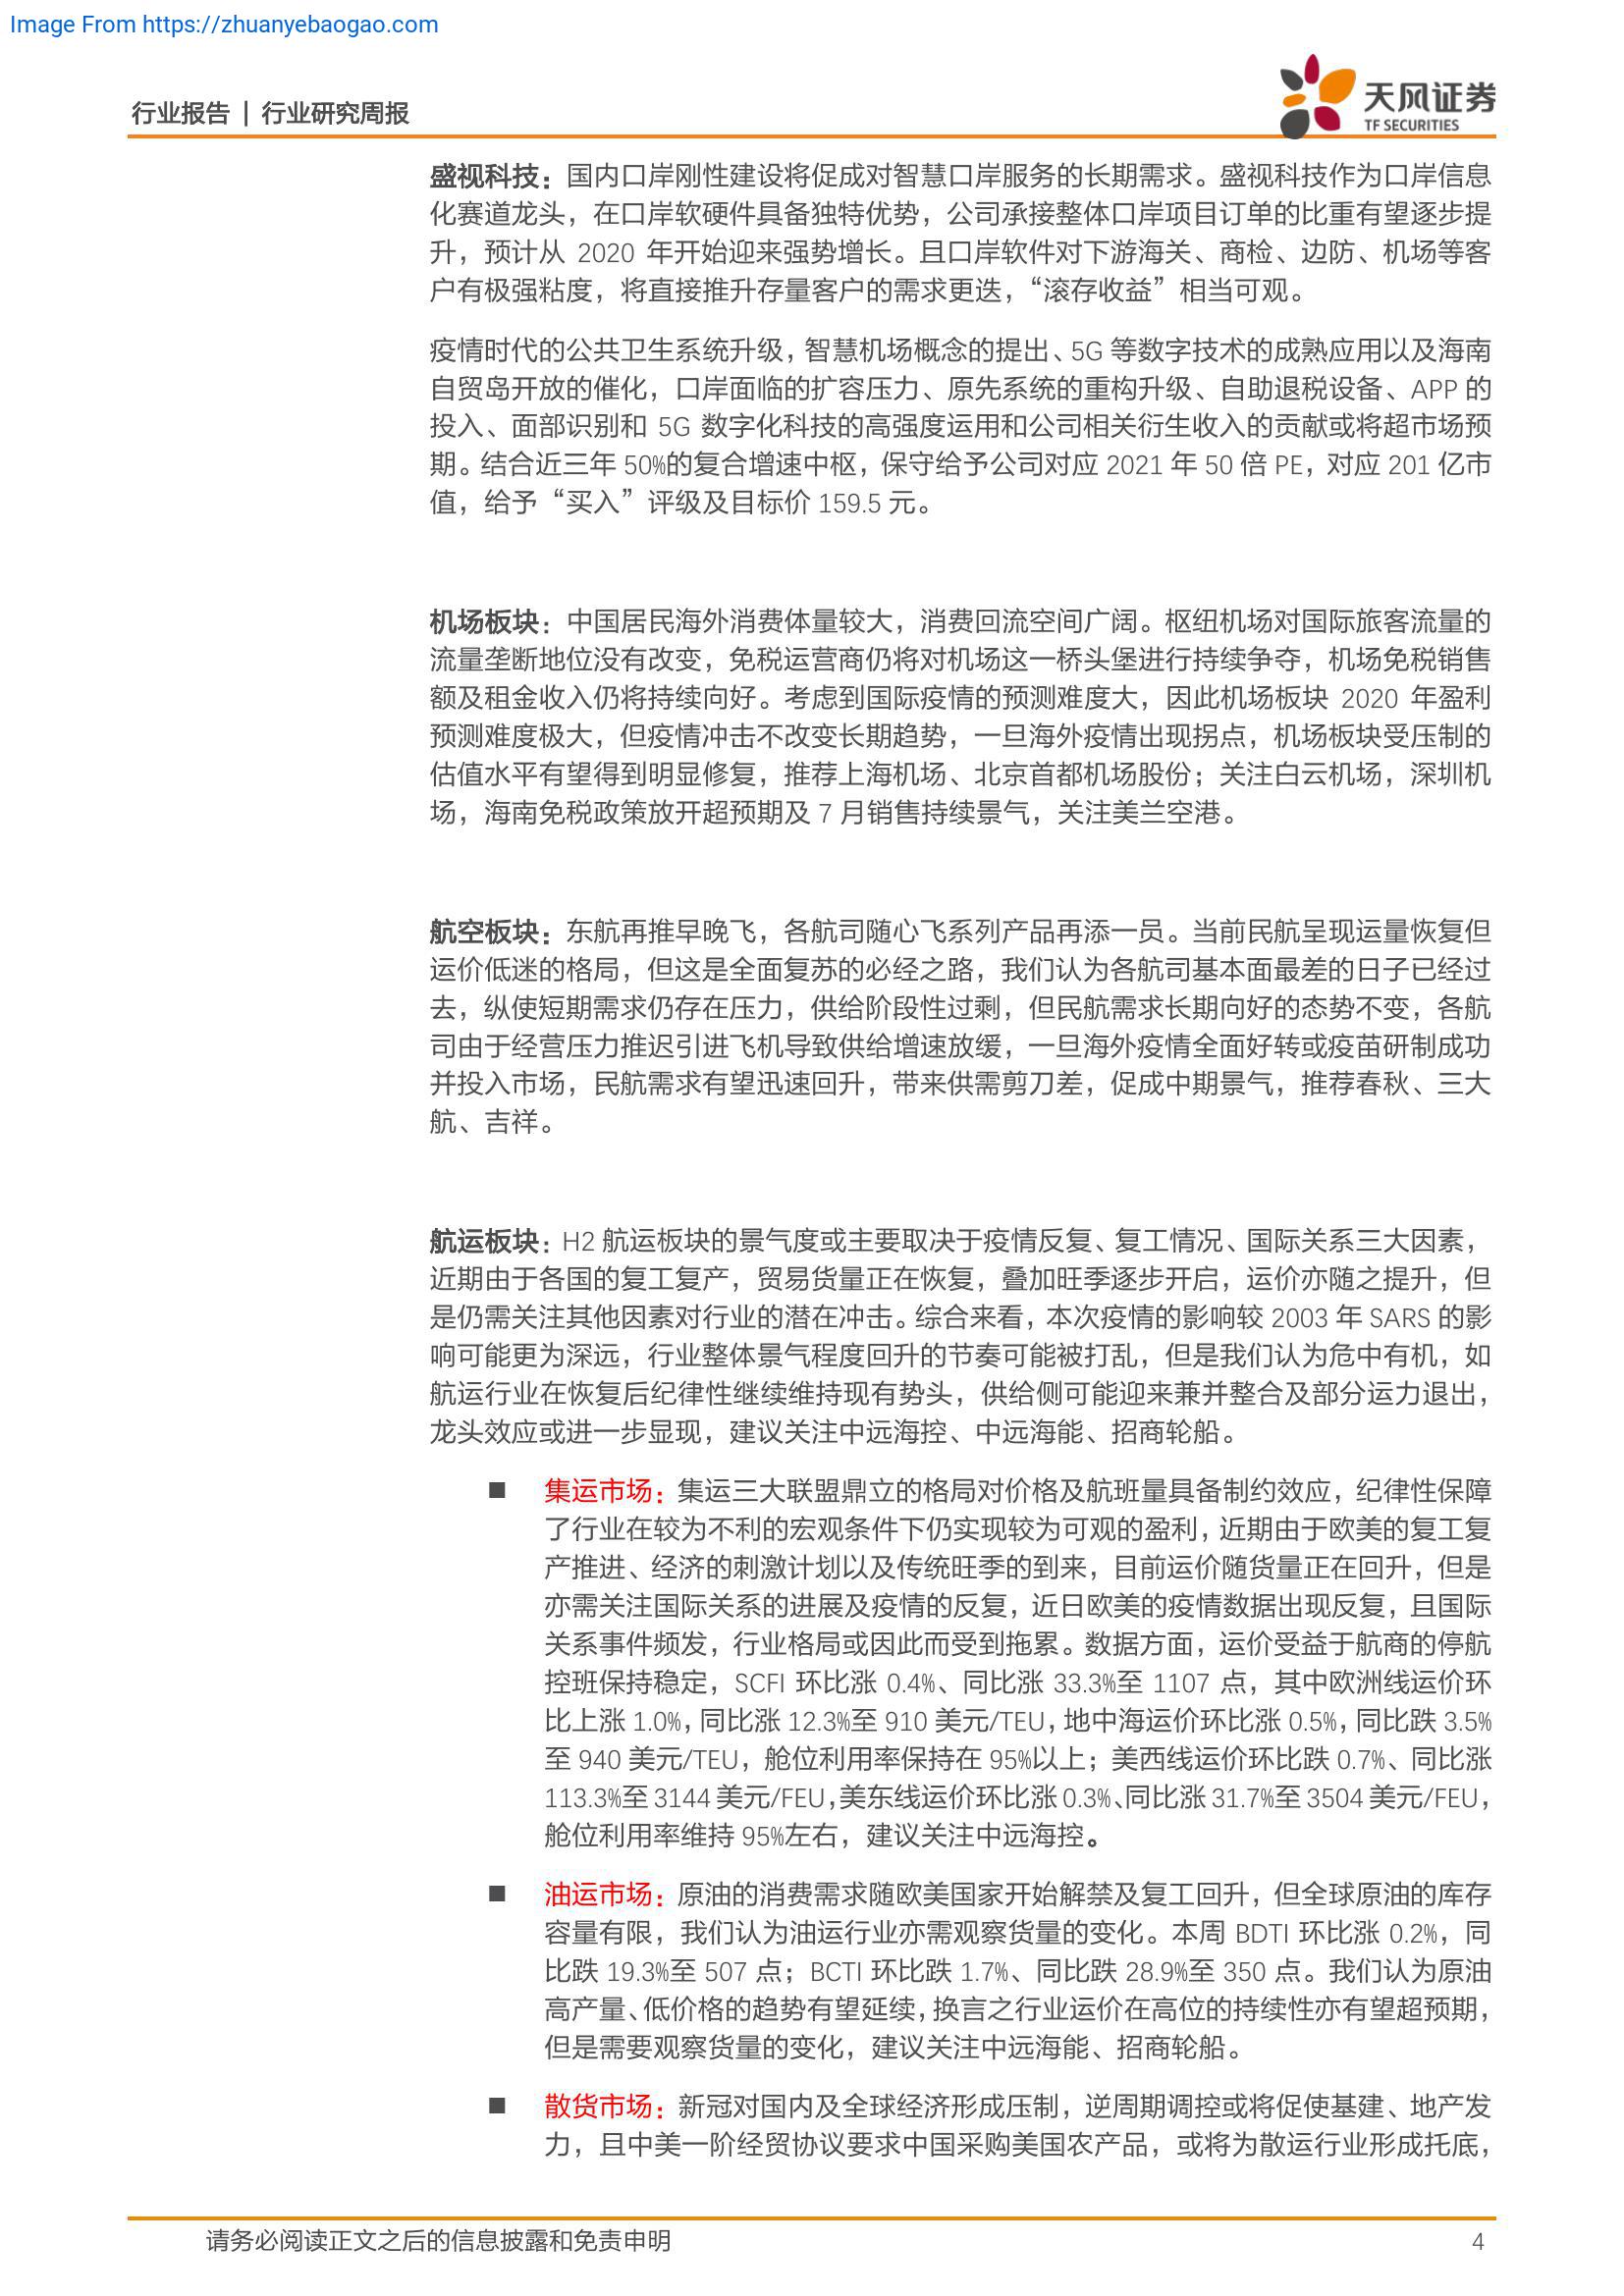 Image From https://zhuanyebaogao.com
行业报告 | 行业研究周报
天风证券
TF SECURITIES
盛视科技：国内口岸刚性建设将促成对智慧口岸服务的长期需求。盛视科技作为口岸信息
化赛道龙头，在口岸软硬件具备独特优势，公司承接整体口岸项目订单的比重有望逐步提
升，预计从 2020 年开始迎来强势增长。且口岸软件对下游海关、商检、边防、机场等客
户有极强粘度，将直接推升存量客户的需求更迭，“滚存收益”相当可观。
疫情时代的公共卫生系统升级，智慧机场概念的提出、5G 等数字技术的成熟应用以及海南
自贸岛开放的催化，口岸面临的扩容压力、原先系统的重构升级、自助退税设备、APP 的
投入、面部识别和 5G 数字化科技的高强度运用和公司相关衍生收入的贡献或将超市场预
期。结合近三年 50%的复合增速中枢，保守给予公司对应 2021 年 50 倍 PE，对应 201 亿市
值，给予“买入”评级及目标价 159.5 元。
机场板块：中国居民海外消费体量较大，消费回流空间广阔。枢纽机场对国际旅客流量的
流量垄断地位没有改变，免税运营商仍将对机场这一桥头堡进行持续争夺，机场免税销售
额及租金收入仍将持续向好。考虑到国际疫情的预测难度大，因此机场板块 2020 年盈利
预测难度极大，但疫情冲击不改变长期趋势，一旦海外疫情出现拐点，机场板块受压制的
估值水平有望得到明显修复，推荐上海机场、北京首都机场股份；关注白云机场，深圳机
场，海南免税政策放开超预期及 7 月销售持续景气，关注美兰空港。
航空板块：东航再推早晚飞，各航司随心飞系列产品再添一员。当前民航呈现运量恢复但
运价低迷的格局，但这是全面复苏的必经之路，我们认为各航司基本面最差的日子已经过
去，纵使短期需求仍存在压力，供给阶段性过剩，但民航需求长期向好的态势不变，各航
司由于经营压力推迟引进飞机导致供给增速放缓，一旦海外疫情全面好转或疫苗研制成功
并投入市场，民航需求有望迅速回升，带来供需剪刀差，促成中期景气，推荐春秋、三大
航、吉祥。
航运板块：H2 航运板块的景气度或主要取决于疫情反复、复工情况、国际关系三大因素，
近期由于各国的复工复产，贸易货量正在恢复，叠加旺季逐步开启，运价亦随之提升，但
是仍需关注其他因素对行业的潜在冲击。综合来看，本次疫情的影响较 2003 年 SARS 的影
响可能更为深远，行业整体景气程度回升的节奏可能被打乱，但是我们认为危中有机，如
航运行业在恢复后纪律性继续维持现有势头，供给侧可能迎来兼并整合及部分运力退出，
龙头效应或进一步显现，建议关注中远海控、中远海能、招商轮船。
■ 集运市场：集运三大联盟鼎立的格局对价格及航班量具备制约效应，纪律性保障
了行业在较为不利的宏观条件下仍实现较为可观的盈利，近期由于欧美的复工复
产推进、经济的刺激计划以及传统旺季的到来，目前运价随货量正在回升，但是
亦需关注国际关系的进展及疫情的反复，近日欧美的疫情数据出现反复，且国际
关系事件频发，行业格局或因此而受到拖累。数据方面，运价受益于航商的停航
控班保持稳定，SCFI 环比涨 0.4%、同比涨 33.3%至 1107 点，其中欧洲线运价环
比上涨 1.0%，同比涨 12.3%至 910 美元/TEU，地中海运价环比涨 0.5%，同比跌 3.5%
至 940 美元/TEU，舱位利用率保持在 95%以上；美西线运价环比跌 0.7%、同比涨
113.3%至 3144 美元/FEU，美东线运价环比涨 0.3%、同比涨 31.7%至 3504 美元/FEU，
舱位利用率维持 95%左右，建议关注中远海控。
■ 油运市场：原油的消费需求随欧美国家开始解禁及复工回升，但全球原油的库存
容量有限，我们认为油运行业亦需观察货量的变化。本周 BDTI 环比涨 0.2%，同
比跌 19.3%至 507 点；BCTI 环比跌 1.7%、同比跌 28.9%至 350 点。我们认为原油
高产量、低价格的趋势有望延续，换言之行业运价在高位的持续性亦有望超预期，
但是需要观察货量的变化，建议关注中远海能、招商轮船。
■ 散货市场：新冠对国内及全球经济形成压制，逆周期调控或将促使基建、地产发
力，且中美一阶经贸协议要求中国采购美国农产品，或将为散运行业形成托底，
请务必阅读正文之后的信息披露和免责申明
4